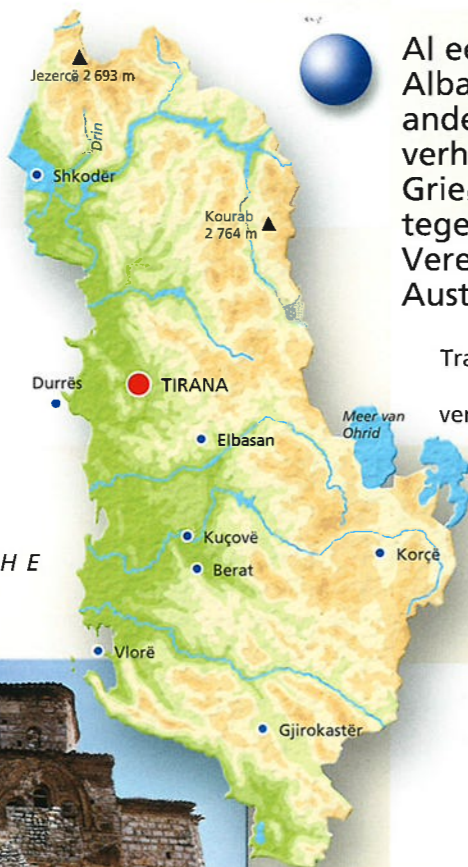 Jezercë 2 693 m
Drin
Shkodër
Kourab
2 764 m
Al ee
Alba
ande
verh
Grieg
tege
Vere
Aust
Tra
ver
Durrës
TIRANA
Meer van
Ohrid
Elbasan
Kuçovë
Korçë
H E
Berat
Vlorë
Gjirokastër